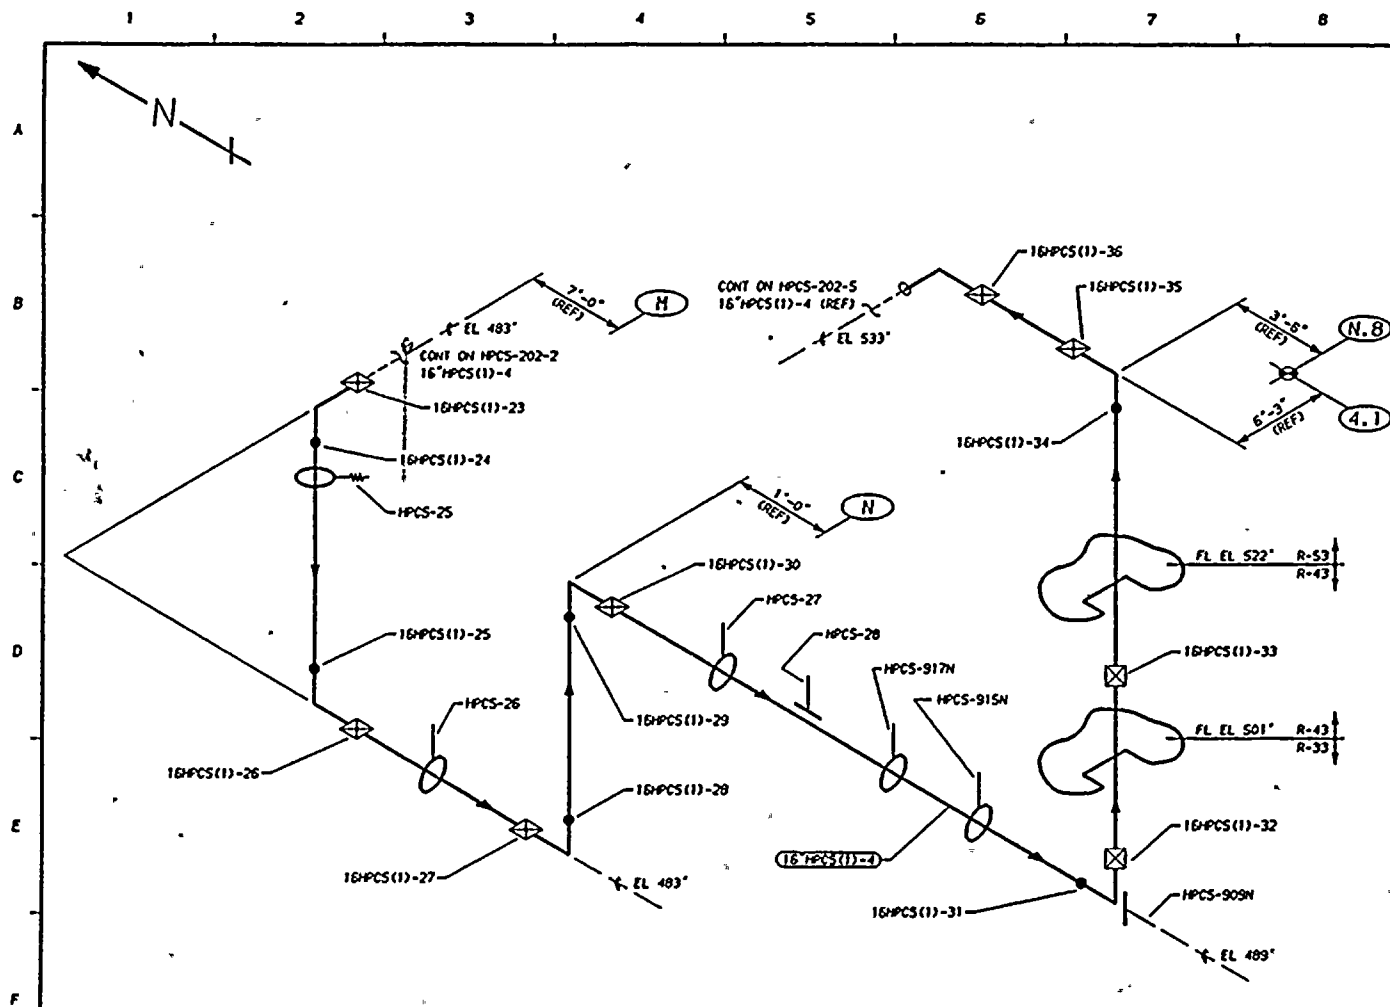 1 2 3 4 5 6 7 8
A
N
B
7'-0"
(REF)
M
EL 483'
CONT ON HPCS-202-2
16"HPCS(1)-4
16HPCS(1)-23
16HPCS(1)-24
HPCS-25
C
CONT ON HPCS-202-5
16"HPCS(1)-4 (REF)
EL 533'
16HPCS(1)-36
16HPCS(1)-35
3'-6"
(REF)
N.8
4.1
6'-3"
(REF)
16HPCS(1)-34
1'-0"
(REF)
N
16HPCS(1)-30
HPCS-27
HPCS-28
HPCS-917N
HPCS-915N
FL EL 522' R-53
R-43
D
16HPCS(1)-25
HPCS-26
16HPCS(1)-29
16HPCS(1)-33
FL EL 501' R-43
R-33
16HPCS(1)-26
16HPCS(1)-28
E
16HPCS(1)-27
EL 483'
16"HPCS(1)-4
16HPCS(1)-32
16HPCS(1)-31
HPCS-909N
EL 489'
F